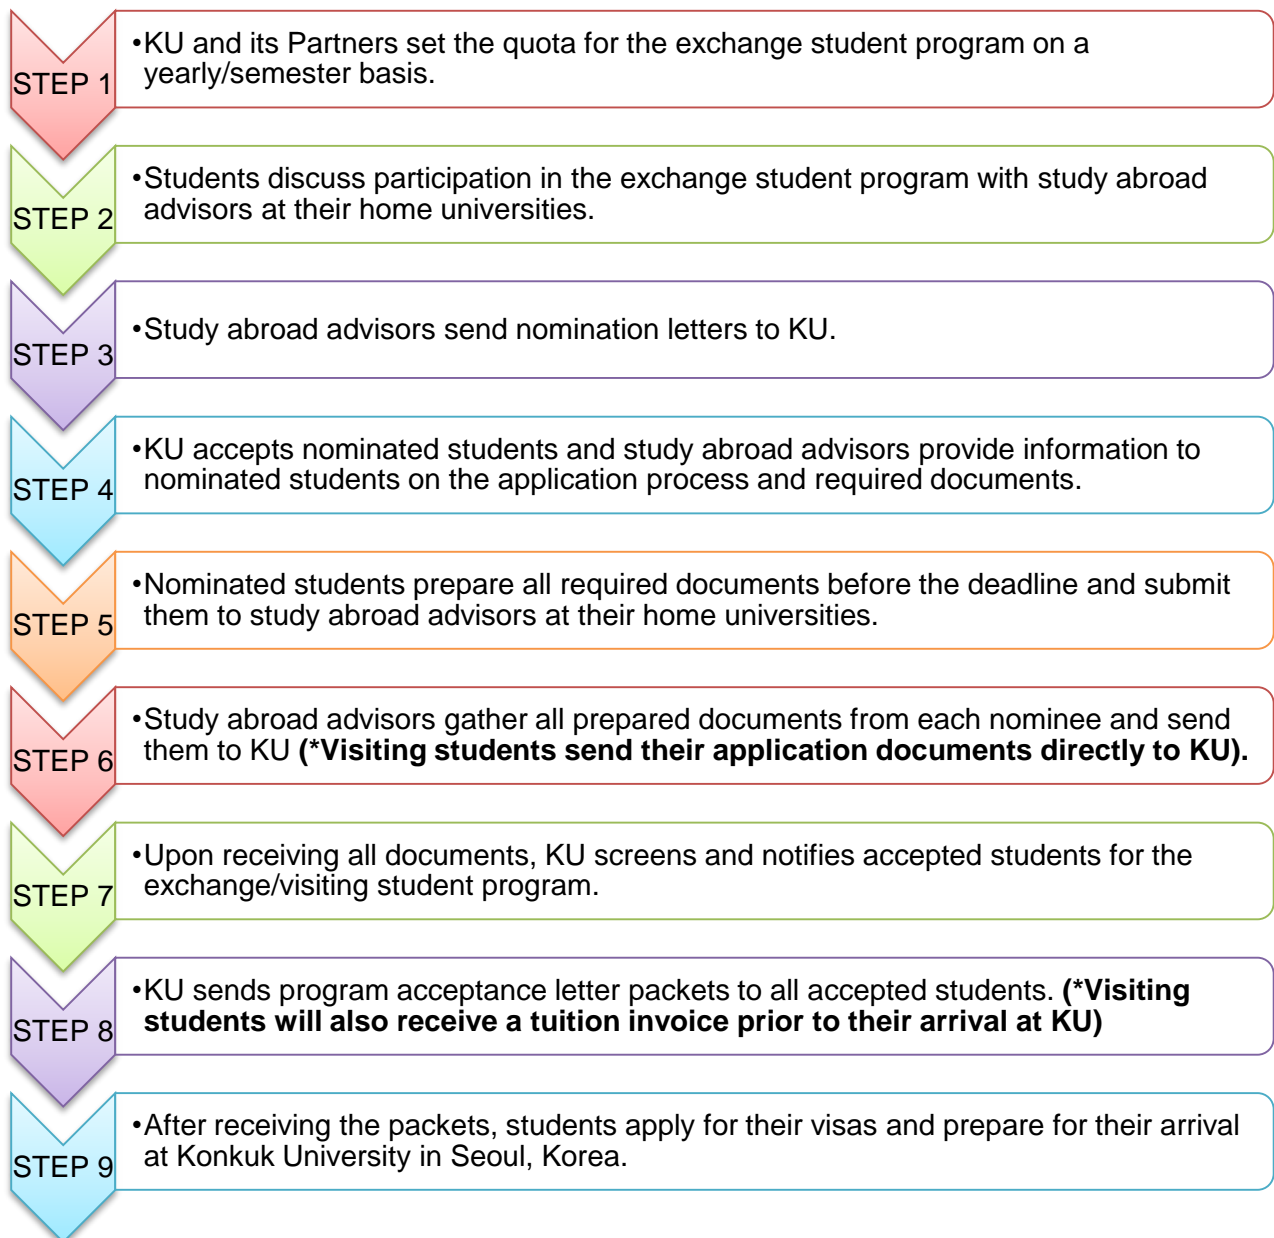 STEP 1
•KU and its Partners set the quota for the exchange student program on a
yearly/semester basis.
STEP 2
•Students discuss participation in the exchange student program with study abroad
advisors at their home universities.
STEP 3
•Study abroad advisors send nomination letters to KU.
STEP 4
•KU accepts nominated students and study abroad advisors provide information to
nominated students on the application process and required documents.
STEP 5
•Nominated students prepare all required documents before the deadline and submit
them to study abroad advisors at their home universities.
STEP 6
•Study abroad advisors gather all prepared documents from each nominee and send
them to KU (*Visiting students send their application documents directly to KU).
STEP 7
•Upon receiving all documents, KU screens and notifies accepted students for the
exchange/visiting student program.
STEP 8
•KU sends program acceptance letter packets to all accepted students. (*Visiting
students will also receive a tuition invoice prior to their arrival at KU)
STEP 9
•After receiving the packets, students apply for their visas and prepare for their arrival
at Konkuk University in Seoul, Korea.